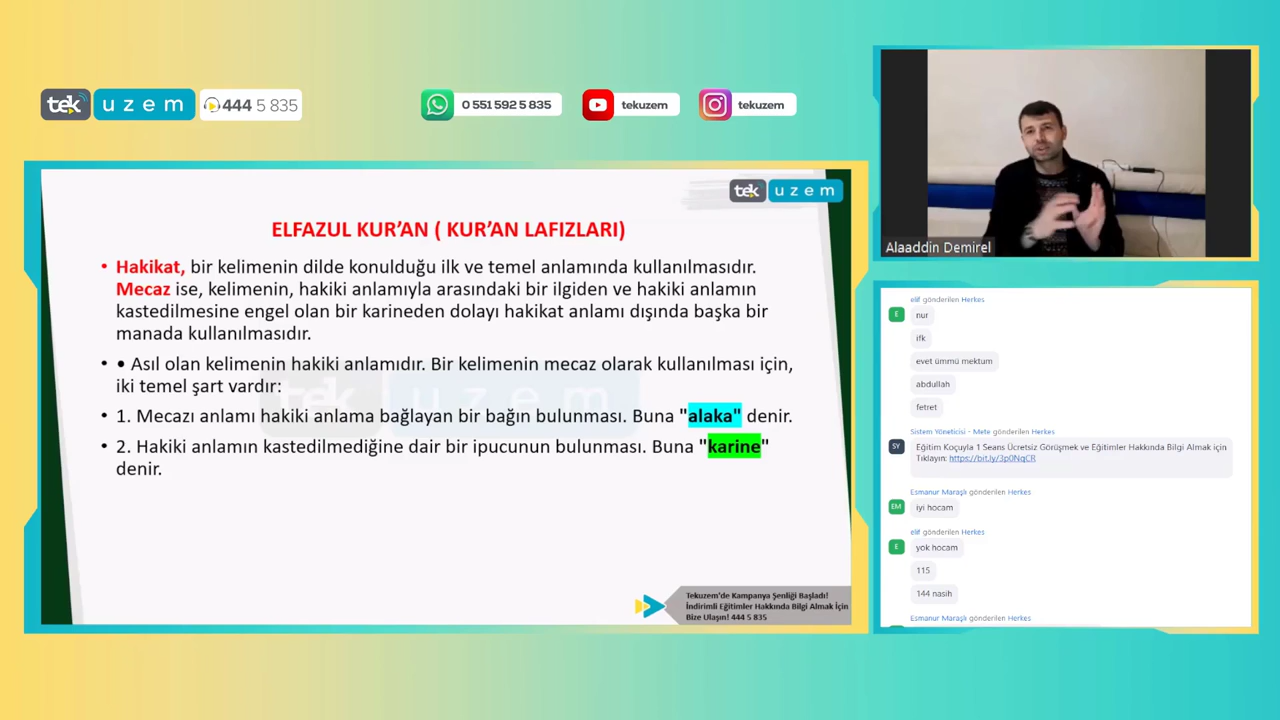 tek uzem 444 5 835
0 551 592 5 835
tekuzem
tekuzem
tek uzem
ELFAZUL KUR’AN ( KUR’AN LAFIZLARI)
• Hakikat, bir kelimenin dilde konulduğu ilk ve temel anlamında kullanılmasıdır.
Mecaz ise, kelimenin, hakiki anlamıyla arasındaki bir ilgiden ve hakiki anlamın
kastedilmesine engel olan bir karineden dolayı hakikat anlamı dışında başka bir
manada kullanılmasıdır.
• • Asıl olan kelimenin hakiki anlamıdır. Bir kelimenin mecaz olarak kullanılması için,
iki temel şart vardır:
• 1. Mecazı anlamı hakiki anlama bağlayan bir bağın bulunması. Buna "alaka" denir.
• 2. Hakiki anlamın kastedilmediğine dair bir ipucunun bulunması. Buna "karine"
denir.
tek uzem
Tekuzem'de Kampanya Şenliği Başladı!
İndirimli Eğitimler Hakkında Bilgi Almak İçin
Bize Ulaşın! 444 5 835
Alaaddin Demirel
elif gönderilen Herkes
E
nur
ifk
evet ümmü mektum
abdullah
fetret
Sistem Yöneticisi - Mete gönderilen Herkes
SY
Eğitim Koçuyla 1 Seans Ücretsiz Görüşmek ve Eğitimler Hakkında Bilgi Almak için
Tıklayın: https://bit.ly/3p0NqCR
Esmanur Maraşlı gönderilen Herkes
EM
iyi hocam
elif gönderilen Herkes
E
yok hocam
115
144 nasih
Esmanur Maraşlı gönderilen Herkes